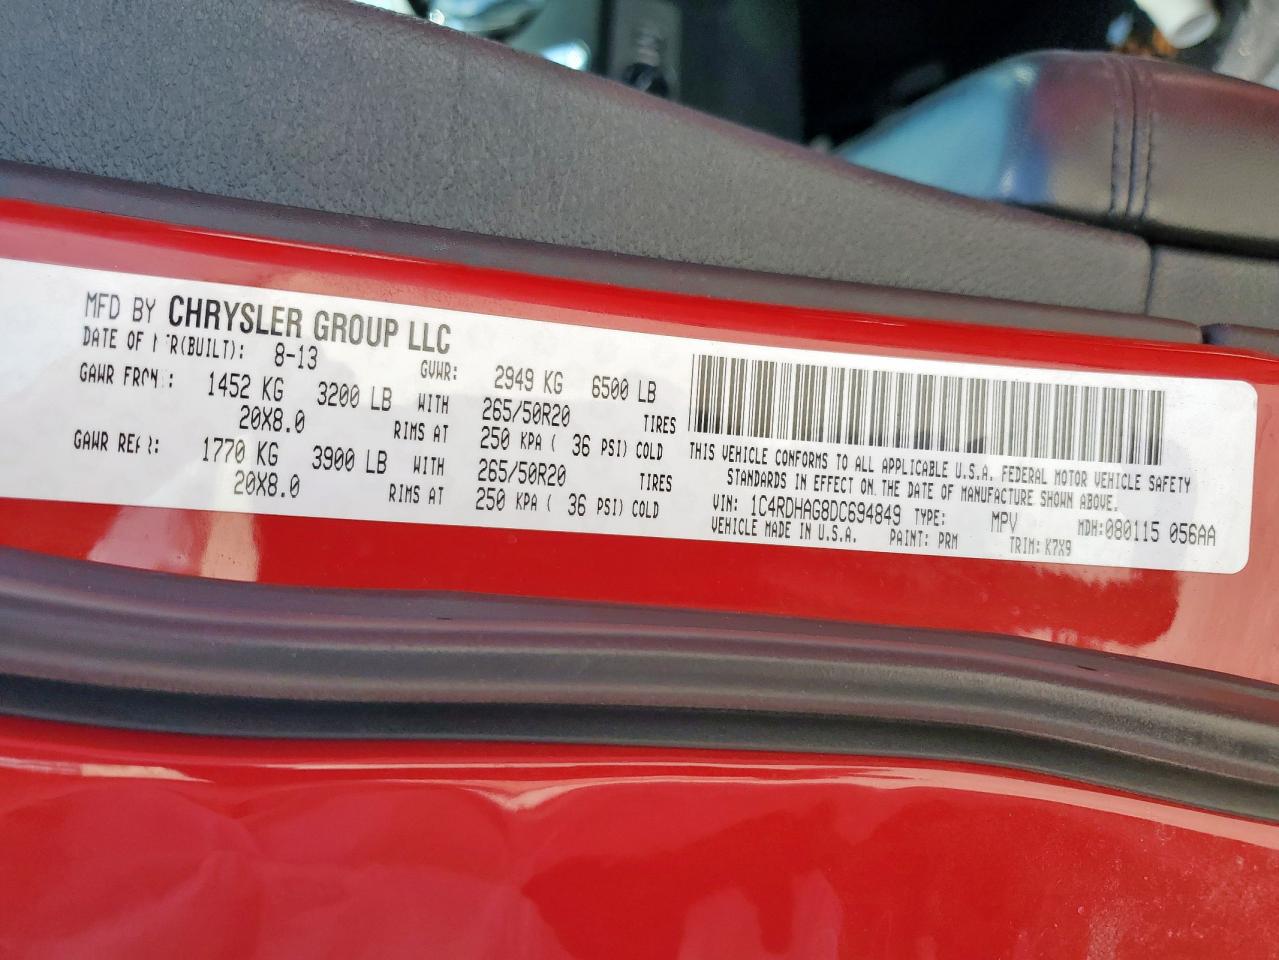 MFD BY CHRYSLER GROUP LLC
DATE OF R(BUILT): 8-13 GVWR: 2949 KG 6500 LB
GAWR 1452 KG 3200 LB WITH 265/50R20 TIRES
20X8.0 RIMS AT 250 KPA ( 36 PSI) COLD
GAWR 1770 KG 3900 LB WITH 265/50R20 TIRES
20X8.0 RIMS AT 250 KPA ( 36 PSI) COLD
THIS VEHICLE CONFORMS TO ALL APPLICABLE U.S.A. FEDERAL MOTOR VEHICLE SAFETY
STANDARDS IN EFFECT ON THE DATE OF MANUFACTURE SHOWN ABOVE.
VIN: 1C4RDHAG8DC694849 TYPE: MPV MDH:080115 056AA
VEHICLE MADE IN U.S.A. PAINT: PRM TRIM: K7X9